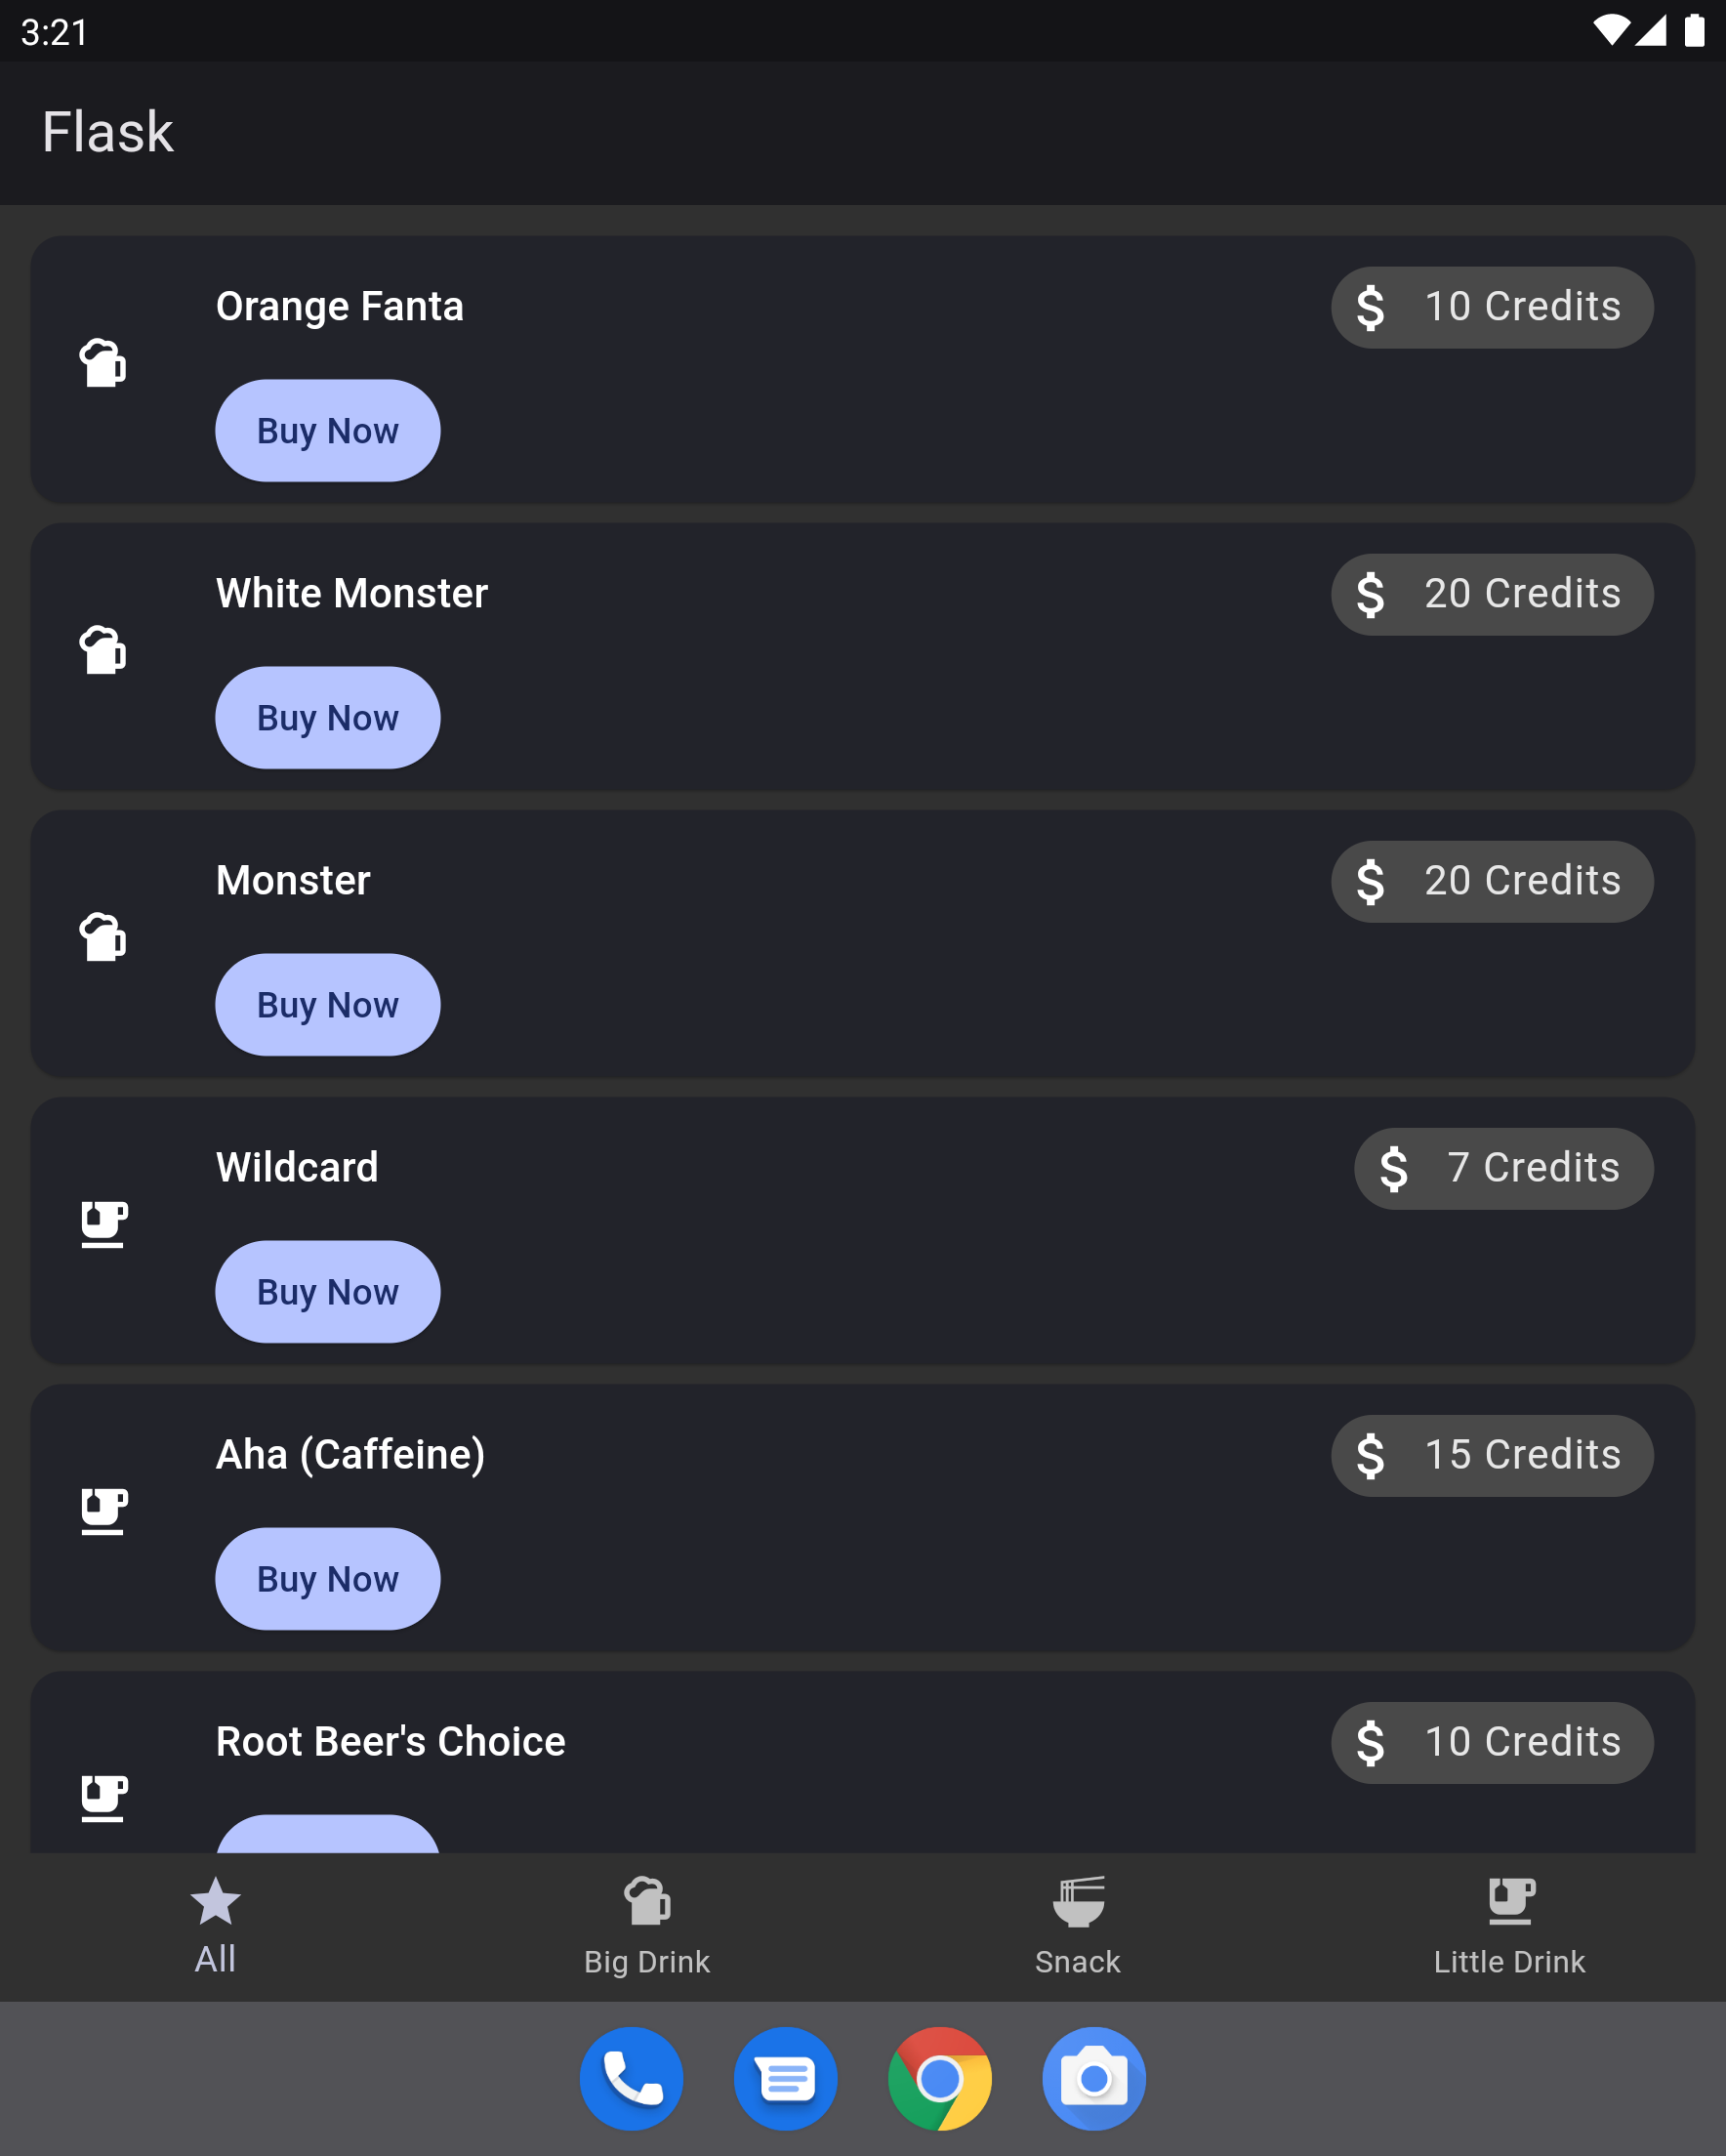 3:21
Flask
Orange Fanta
$ 10 Credits
Buy Now
White Monster
$ 20 Credits
Buy Now
Monster
$ 20 Credits
Buy Now
Wildcard
$ 7 Credits
Buy Now
Aha (Caffeine)
$ 15 Credits
Buy Now
Root Beer's Choice
$ 10 Credits
All
Big Drink
Snack
Little Drink